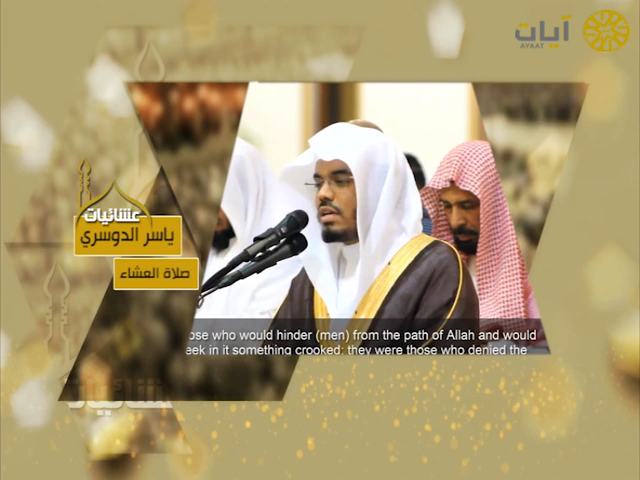 آيات
AYAAT
عشائيات
ياسر الدوسري
صلاة العشاء
ose who would hinder (men) from the path of Allah and would
eek in it something crooked: they were those who denied the